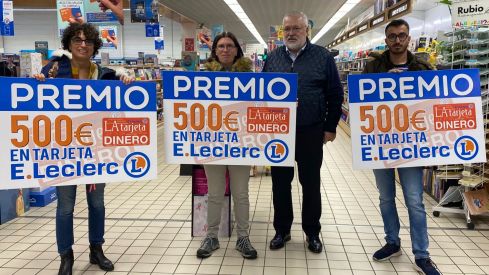 Rubio
PREMIO
500€
LA tarjeta
DINERO
EN TARJETA
E.Leclerc L
PREMIO
500€
LA tarjeta
DINERO
EN TARJETA
E.Leclerc L
PREMIO
500€
LA tarjeta
DINERO
EN TARJETA
E.Leclerc L